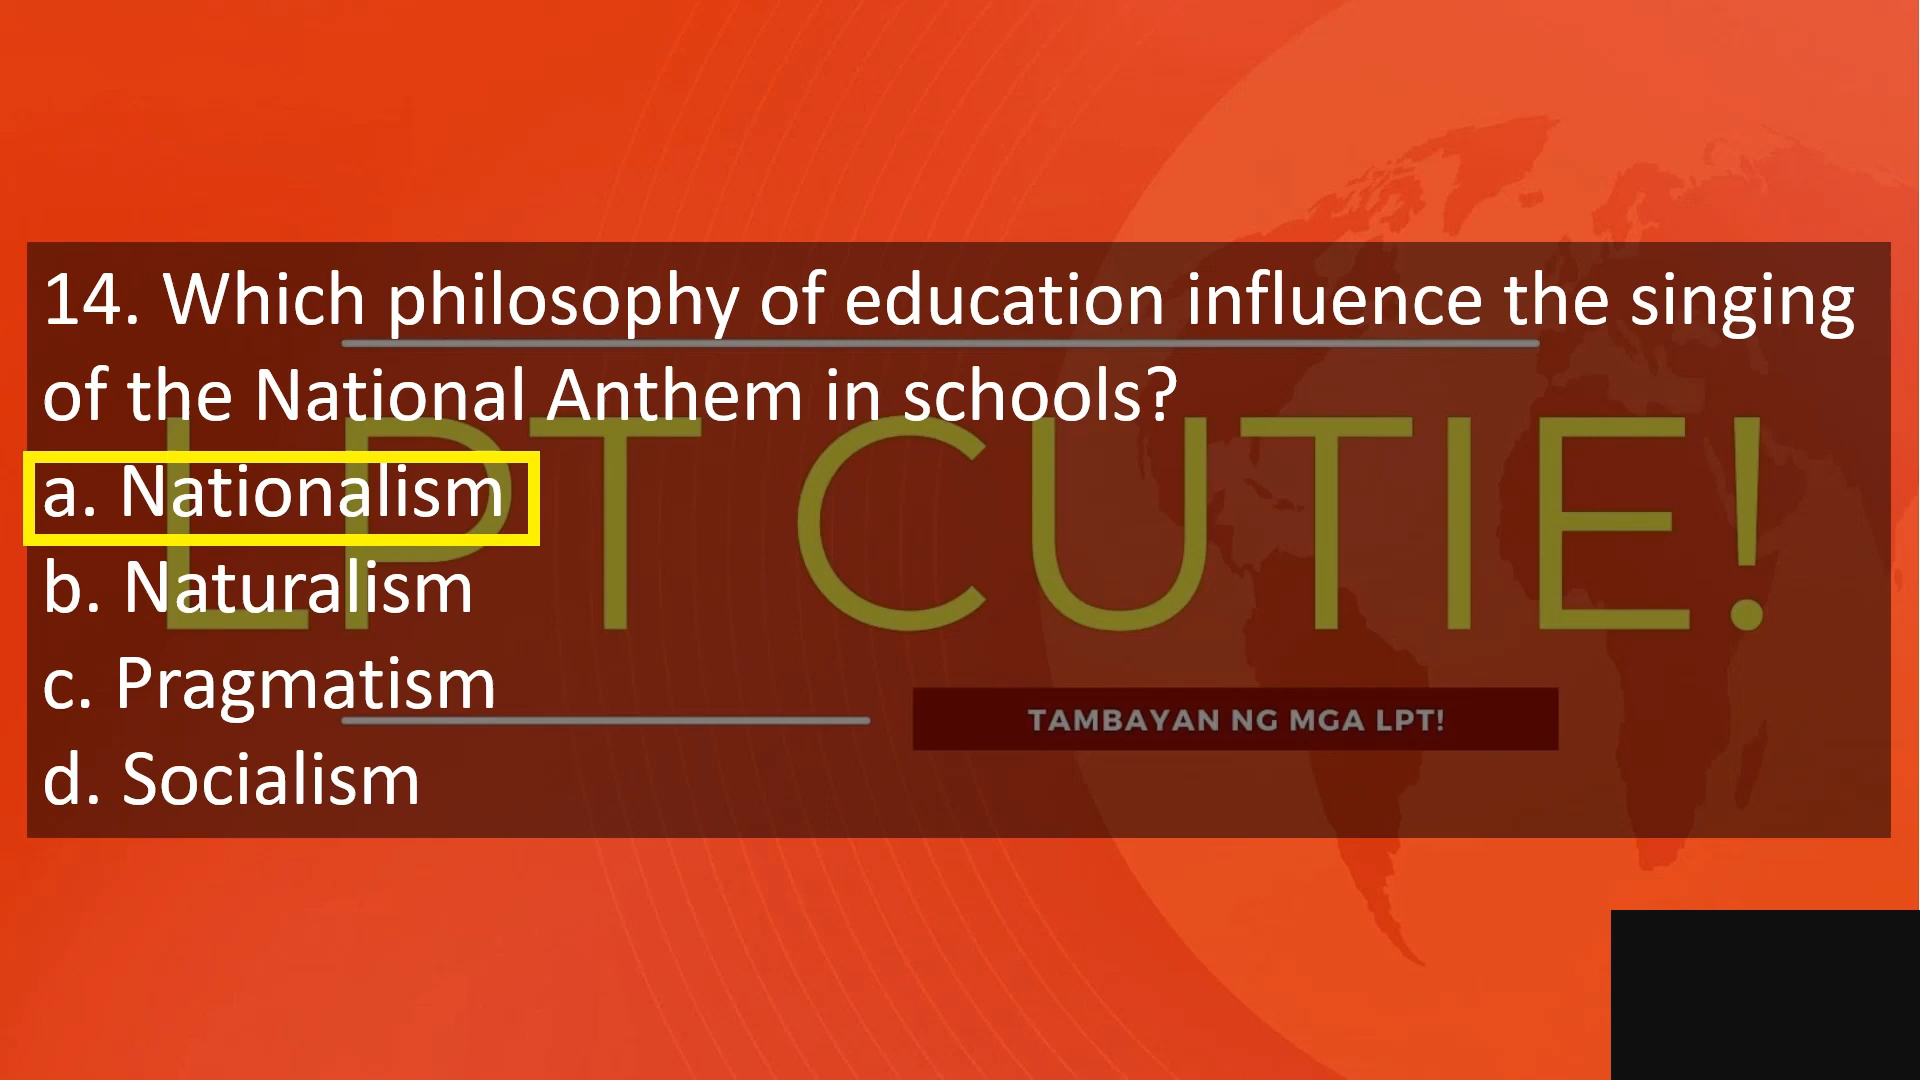 14. Which philosophy of education influence the singing
of the National Anthem in schools?
a. Nationalism
b. Naturalism
c. Pragmatism
d. Socialism
LPT CUTIE!
TAMBAYAN NG MGA LPT!